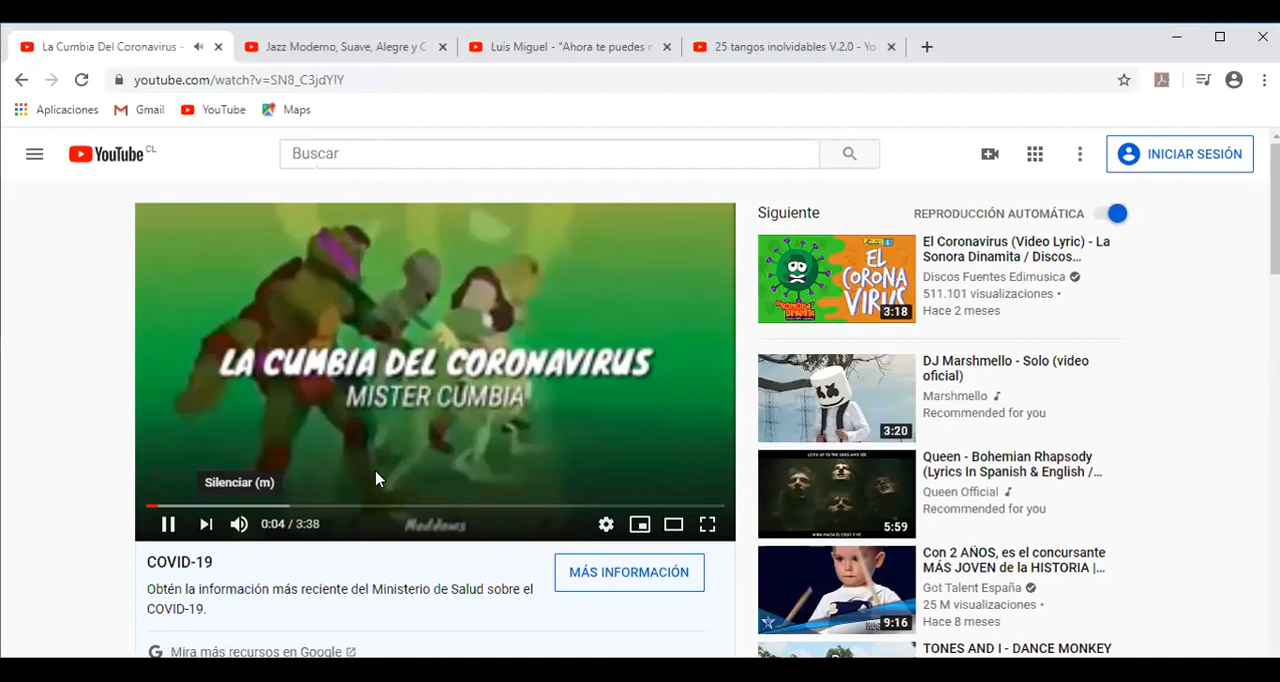 La Cumbia Del Coronavirus -
Jazz Moderno, Suave, Alegre y C
Luis Miguel - "Ahora te puedes m
25 tangos inolvidables V.2.0 - Yo
youtube.com/watch?v=SN8_C3jdYlY
Aplicaciones
Gmail
YouTube
Maps
YouTube CL
Buscar
INICIAR SESIÓN
LA CUMBIA DEL CORONAVIRUS
MISTER CUMBIA
Silenciar (m)
0:04 / 3:38
COVID-19
Obtén la información más reciente del Ministerio de Salud sobre el
COVID-19.
MÁS INFORMACIÓN
Mira más recursos en Google
Siguiente
REPRODUCCIÓN AUTOMÁTICA
EL
CORONA
VIRUS
3:18
El Coronavirus (Video Lyric) - La
Sonora Dinamita / Discos...
Discos Fuentes Edimusica
511.101 visualizaciones •
Hace 2 meses
3:20
DJ Marshmello - Solo (video
oficial)
Marshmello
Recommended for you
5:59
Queen - Bohemian Rhapsody
(Lyrics In Spanish & English /...
Queen Official
Recommended for you
9:16
Con 2 AÑOS, es el concursante
MÁS JOVEN de la HISTORIA |...
Got Talent España
25 M visualizaciones •
Hace 8 meses
TONES AND I - DANCE MONKEY